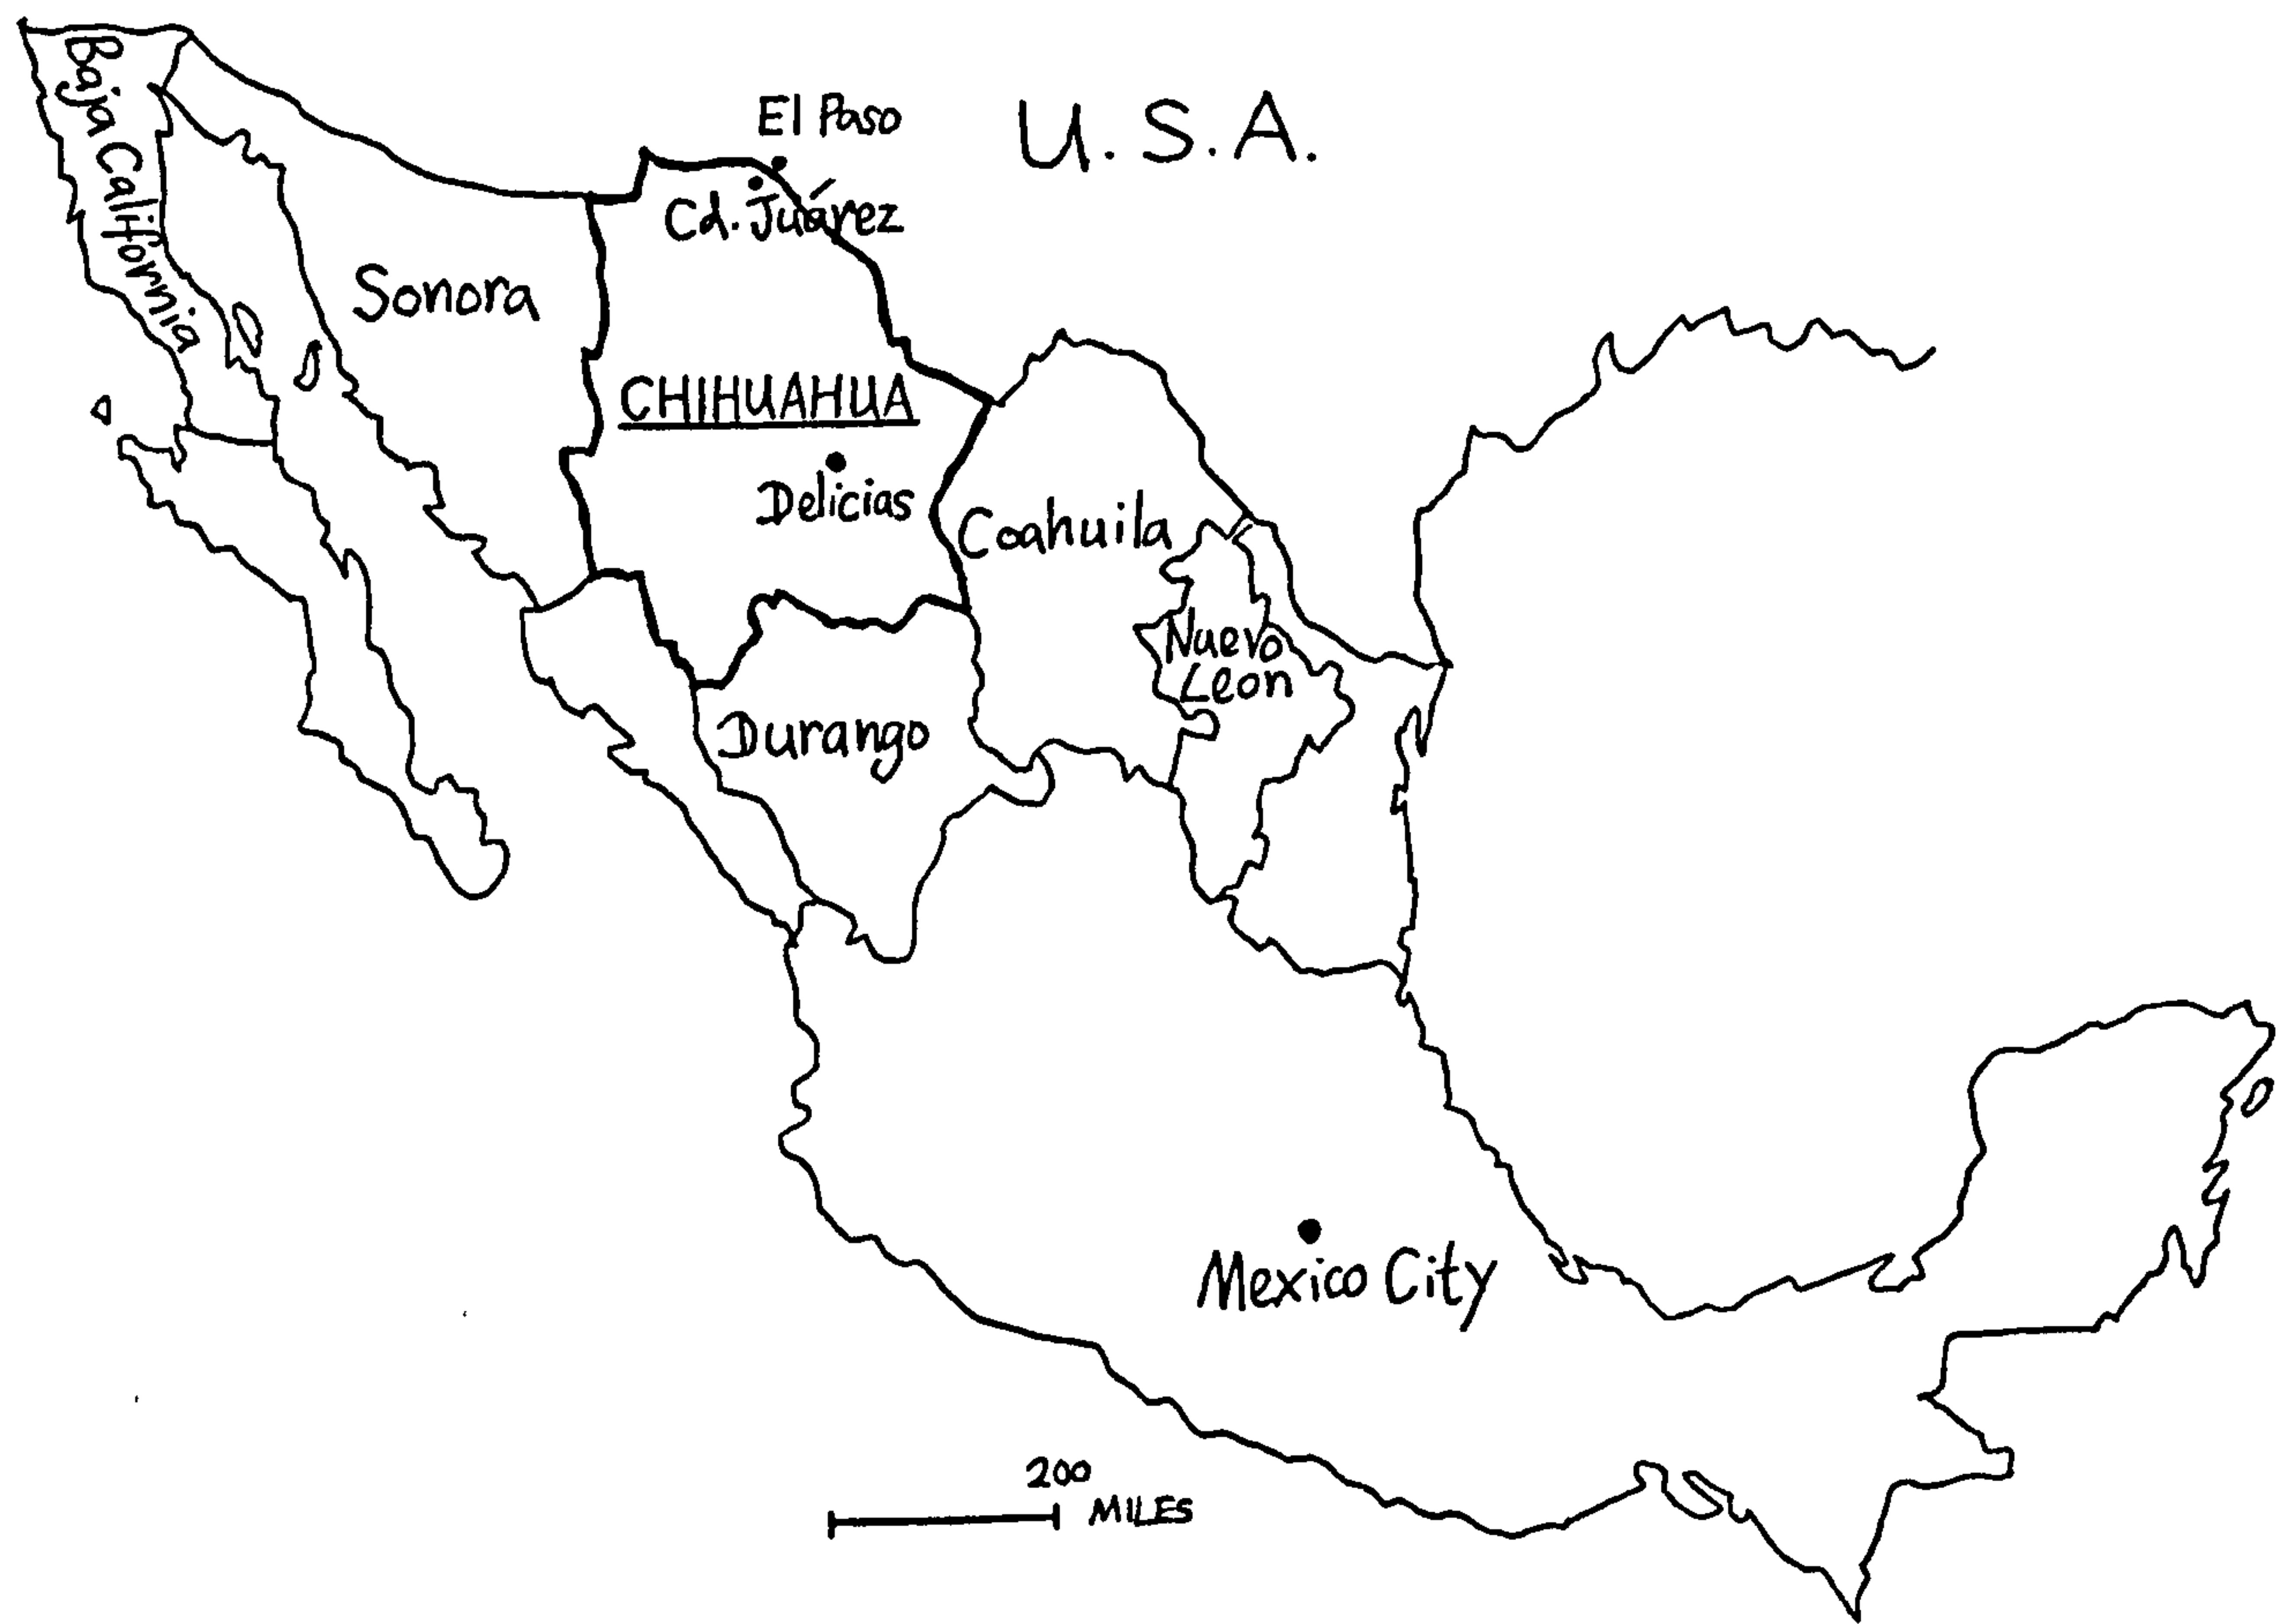 Baja California
El Paso
U.S.A.
Cd. Juárez
Sonora
CHIHUAHUA
Delicias
Coahuila
Nuevo
Leon
Durango
Mexico City
200
MILES